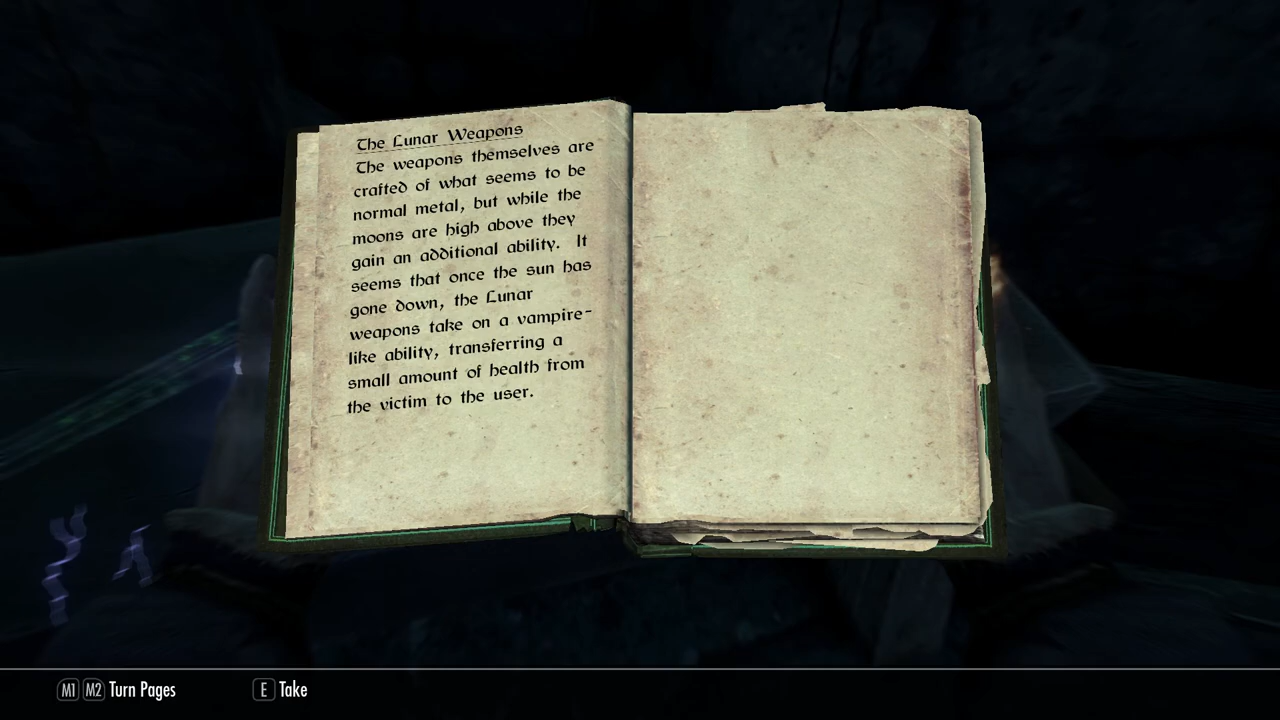 The Lunar Weapons
The weapons themselves are
crafted of what seems to be
normal metal, but while the
moons are high above they
gain an additional ability. It
seems that once the sun has
gone down, the Lunar
weapons take on a vampire-
like ability, transferring a
small amount of health from
the victim to the user.
M1 M2 Turn Pages E Take